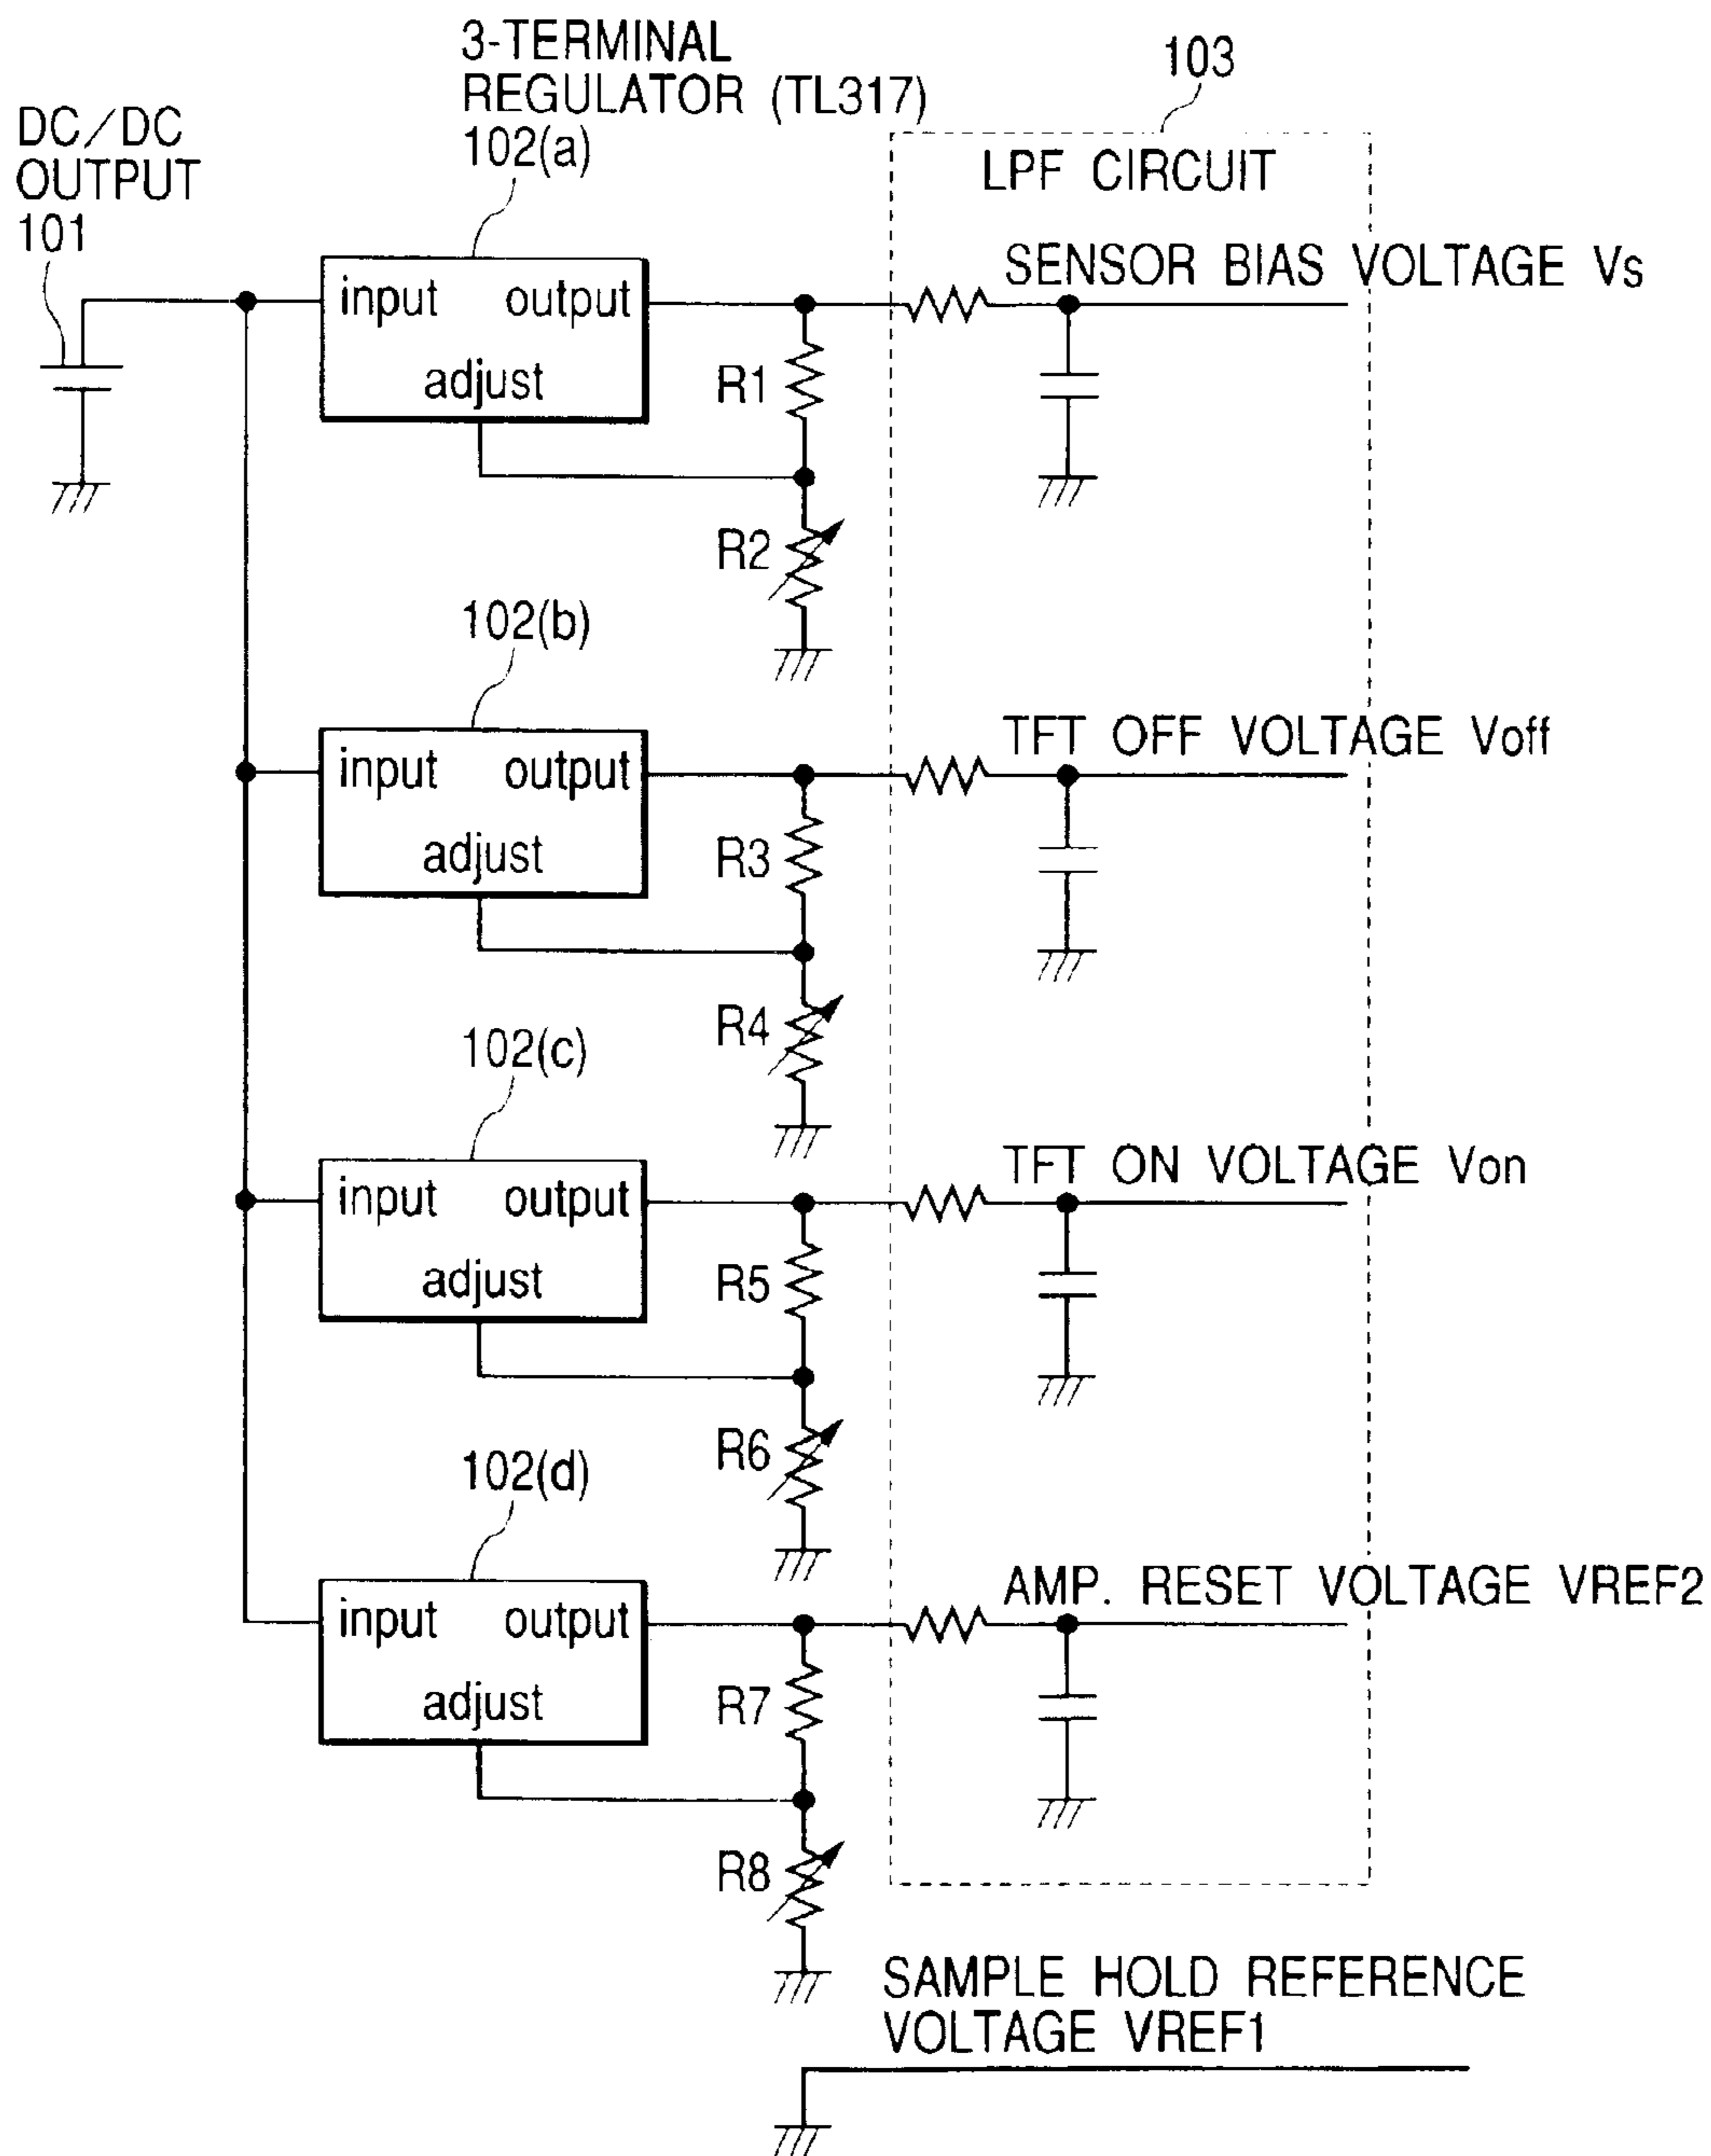 3-TERMINAL
REGULATOR (TL317)
102(a)
103
DC/DC
OUTPUT
101
LPF CIRCUIT
SENSOR BIAS VOLTAGE Vs
input output
adjust
R1
R2
102(b)
TFT OFF VOLTAGE Voff
input output
adjust
R3
R4
102(c)
TFT ON VOLTAGE Von
input output
adjust
R5
R6
102(d)
AMP. RESET VOLTAGE VREF2
input output
adjust
R7
R8
SAMPLE HOLD REFERENCE
VOLTAGE VREF1